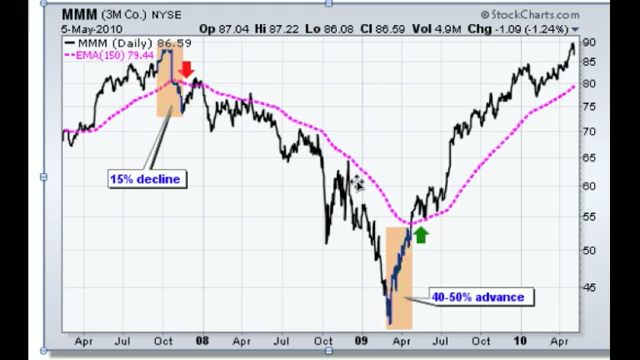 MMM (3M Co.) NYSE
© StockCharts.com
5-May-2010 Op 87.04 Hi 87.22 Lo 86.08 Cl 86.59 Vol 4.9M Chg -1.09 (-1.24%)
MMM (Daily) 86.59
EMA(150) 79.44
90
85
80
75
70
65
60
55
50
45
15% decline
40-50% advance
Apr Jul Oct 08 Apr Jul Oct 09 Apr Jul Oct 10 Apr